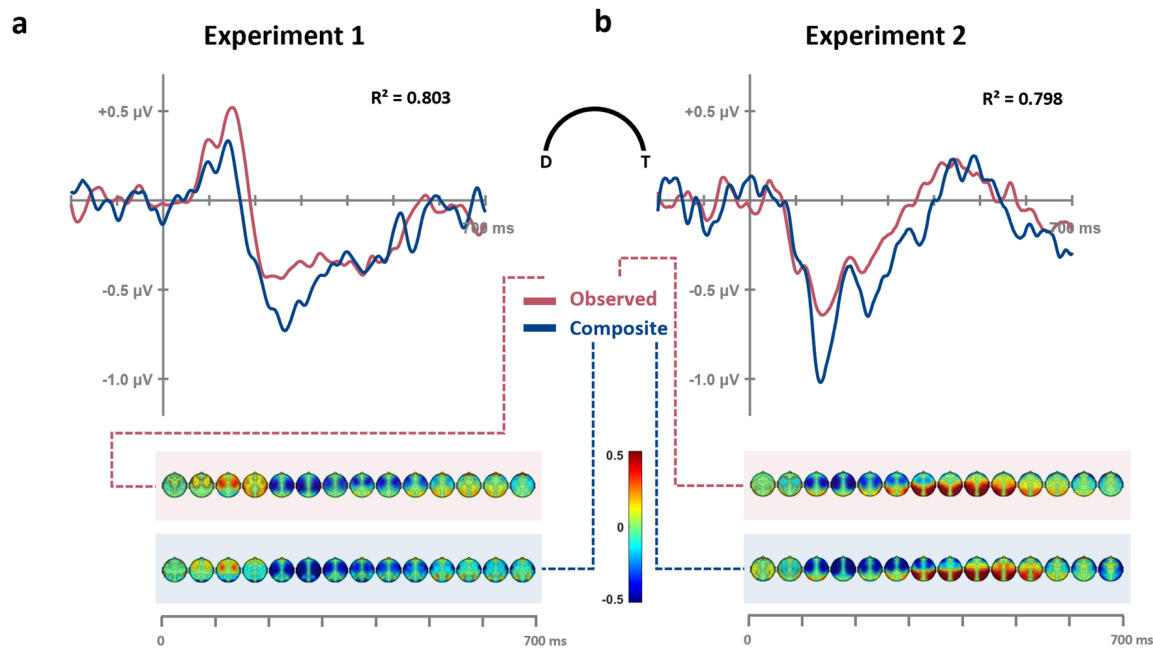 a
Experiment 1
+0.5 µV
R² = 0.803
700 ms
-0.5 µV
-1.0 µV
D
T
Observed
Composite
b
Experiment 2
+0.5 µV
R² = 0.798
700 ms
-0.5 µV
-1.0 µV
0.5
0
-0.5
0
700 ms
0
700 ms